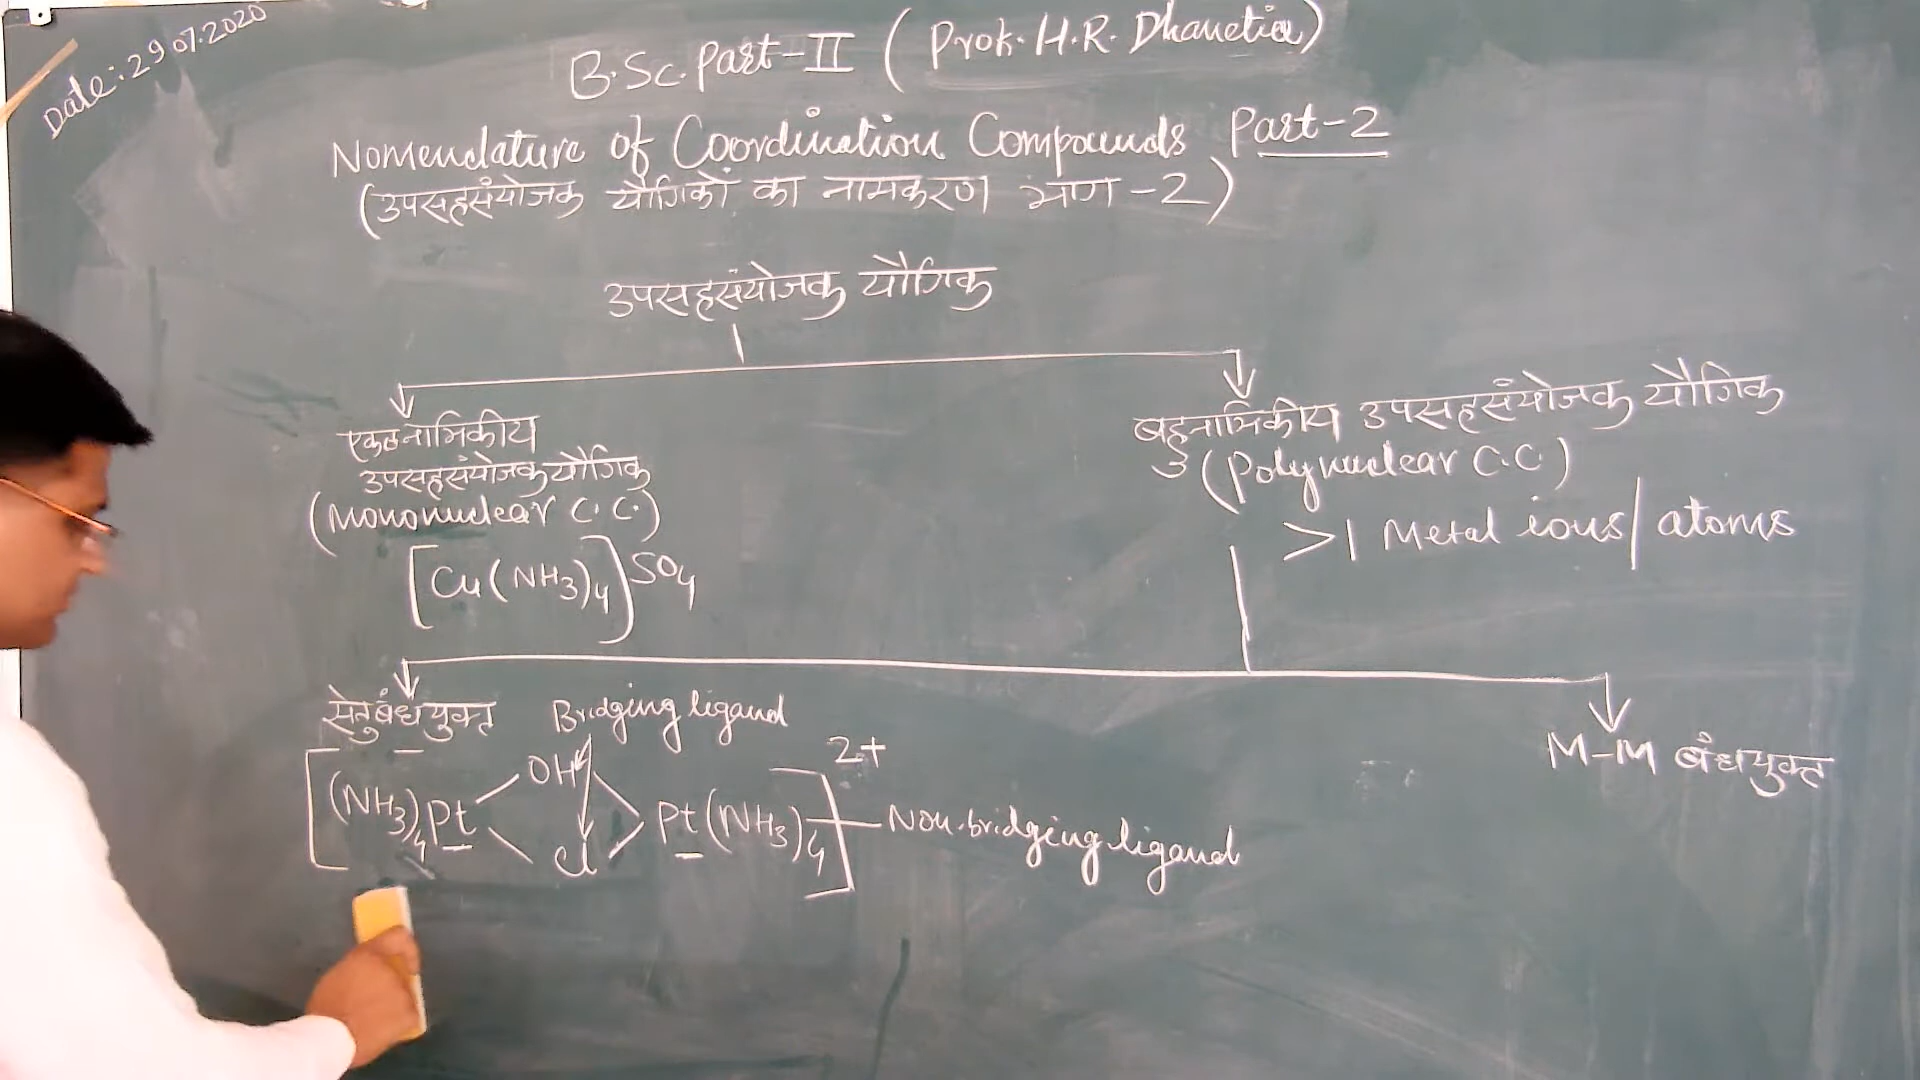 Date:29.07.2020
B.Sc. Part-II (Prof. H.R. Dhanetia)
Nomenclature of Coordination Compounds Part-2
(उपसहसंयोजक यौगिकों का नामकरण भाग-2)
उपसहसंयोजक यौगिक
एकलनाभिकीय
उपसहसंयोजक यौगिक
(Mononuclear C.C.)
[Cu(NH3)4]SO4
बहुनाभिकीय उपसहसंयोजक यौगिक
(Polynuclear C.C.)
>1 Metal ions/atoms
सेतुबंधयुक्त Bridging ligand
M-M बंधयुक्त
[(NH3)4Pt OH Cl Pt(NH3)4]2+ Non-bridging ligand